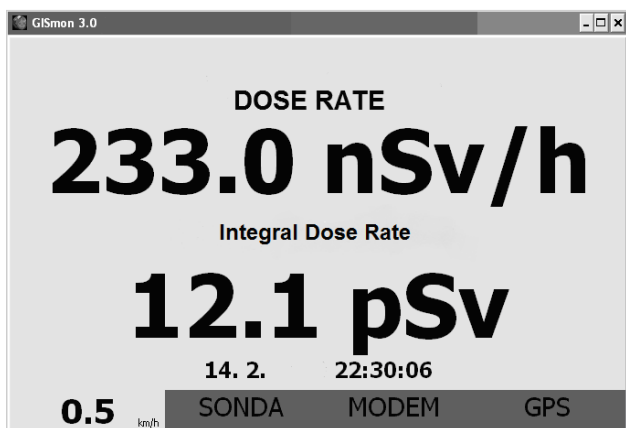 GISmon 3.0
DOSE RATE
233.0 nSv/h
Integral Dose Rate
12.1 pSv
14. 2. 22:30:06
0.5 km/h SONDA MODEM GPS